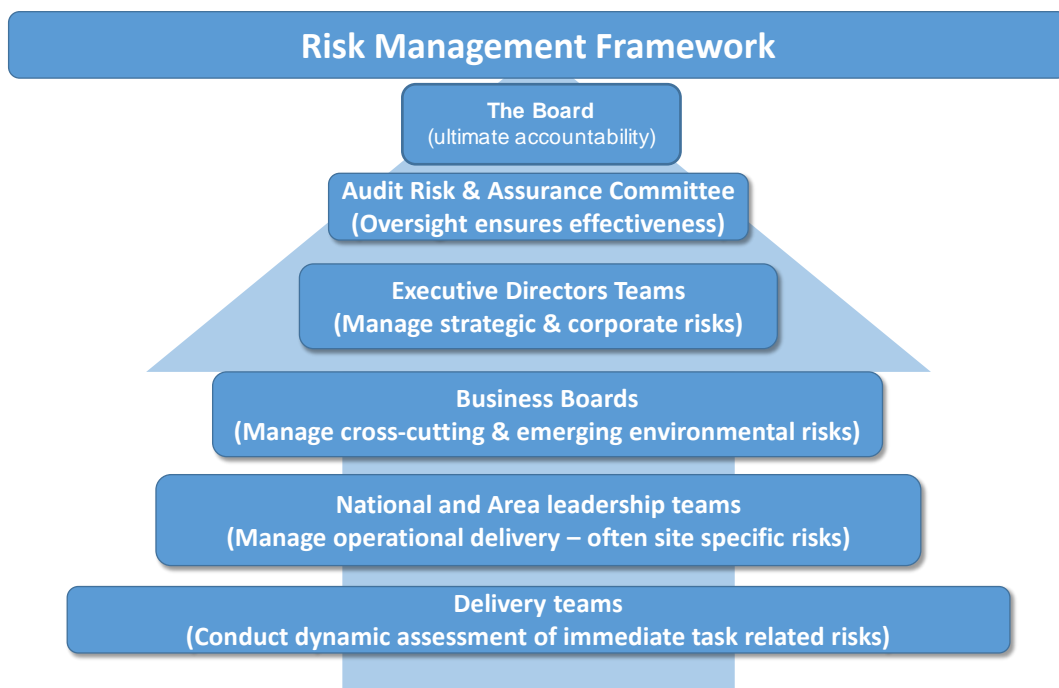 Risk Management Framework
The Board
(ultimate accountability)
Audit Risk & Assurance Committee
(Oversight ensures effectiveness)
Executive Directors Teams
(Manage strategic & corporate risks)
Business Boards
(Manage cross-cutting & emerging environmental risks)
National and Area leadership teams
(Manage operational delivery – often site specific risks)
Delivery teams
(Conduct dynamic assessment of immediate task related risks)